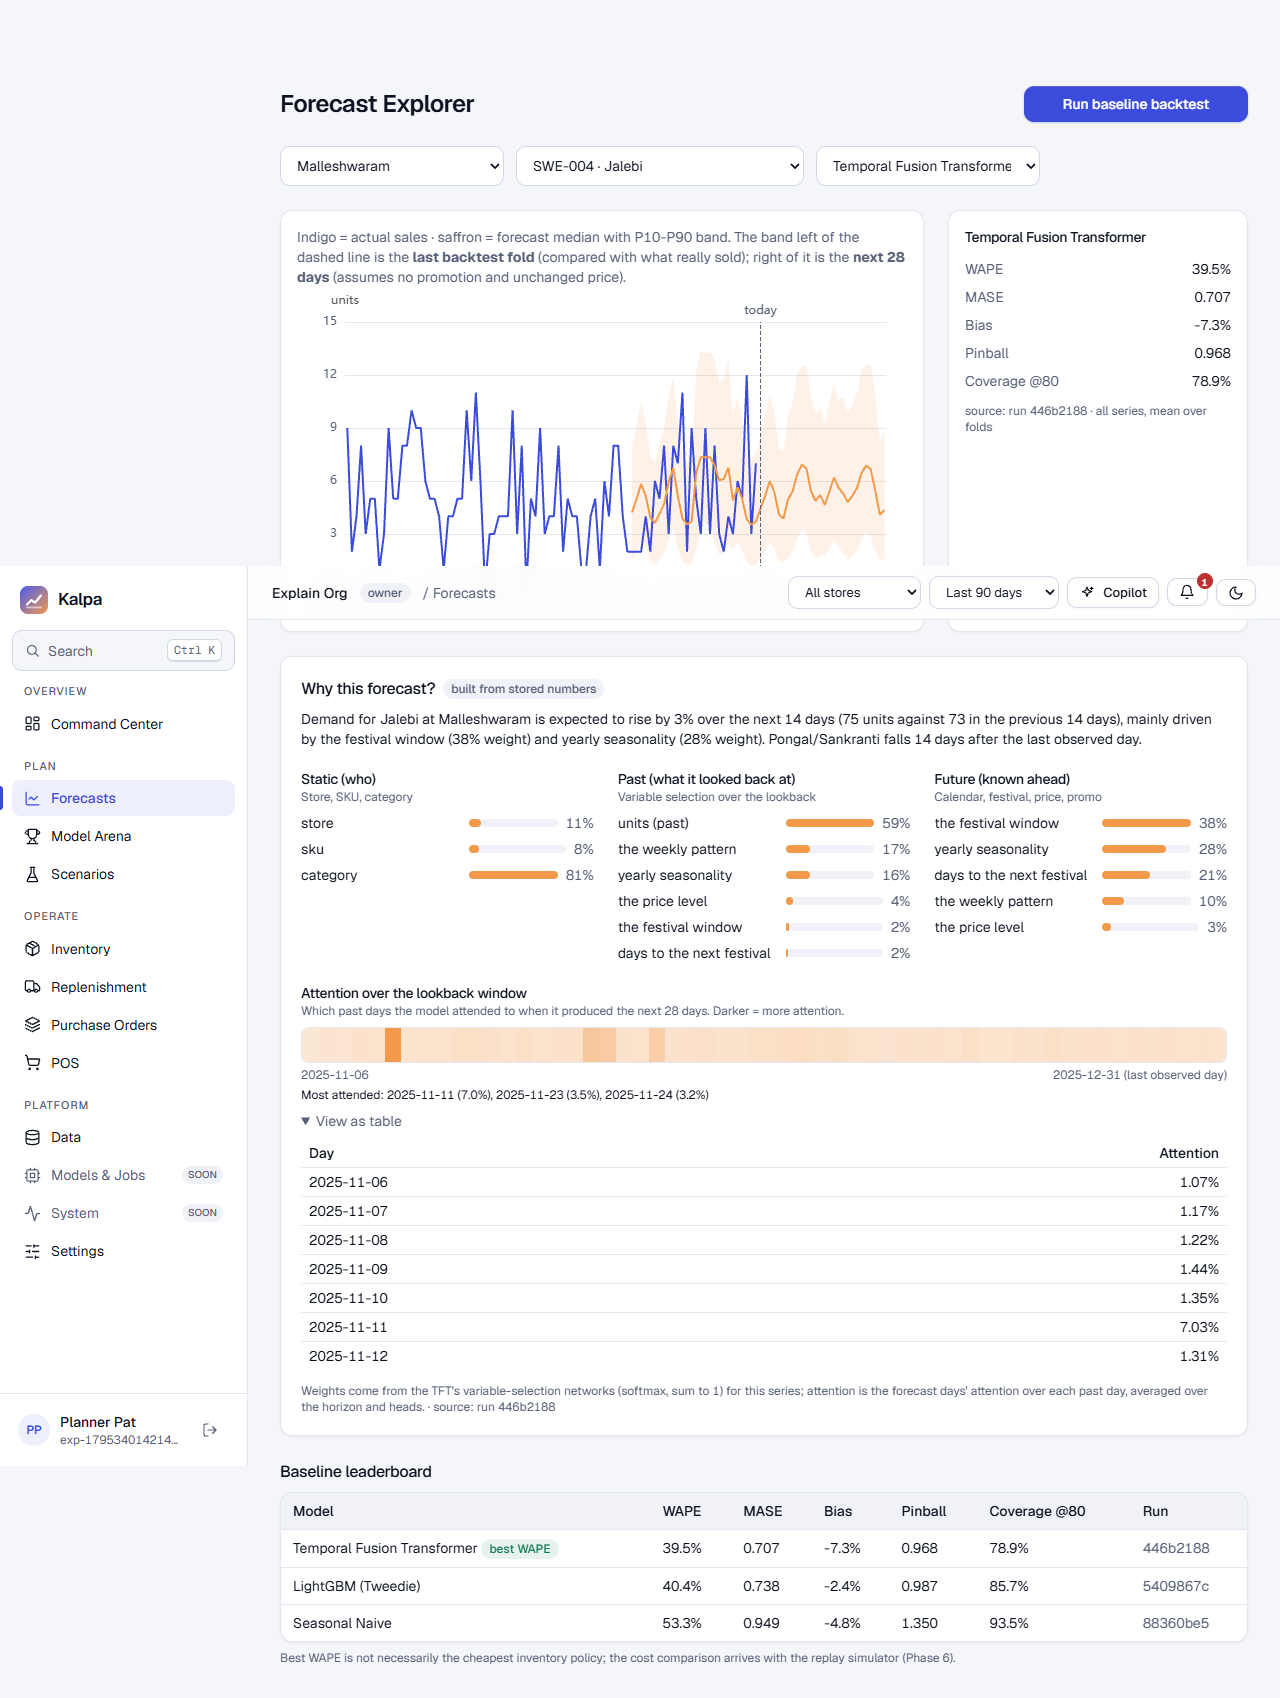 Forecast Explorer
Run baseline backtest
Malleshwaram
SWE-004 · Jalebi
Temporal Fusion Transforme
Indigo = actual sales · saffron = forecast median with P10-P90 band. The band left of the
dashed line is the last backtest fold (compared with what really sold); right of it is the next 28
days (assumes no promotion and unchanged price).
units
today
15
12
9
6
3
Temporal Fusion Transformer
WAPE 39.5%
MASE 0.707
Bias -7.3%
Pinball 0.968
Coverage @80 78.9%
source: run 446b2188 · all series, mean over
folds
Kalpa
Search Ctrl K
OVERVIEW
Command Center
PLAN
Forecasts
Model Arena
Scenarios
OPERATE
Inventory
Replenishment
Purchase Orders
POS
PLATFORM
Data
Models & Jobs SOON
System SOON
Settings
PP
Planner Pat
exp-179534014214...
Explain Org owner / Forecasts
All stores
Last 90 days
Copilot
1
Why this forecast? built from stored numbers
Demand for Jalebi at Malleshwaram is expected to rise by 3% over the next 14 days (75 units against 73 in the previous 14 days), mainly driven
by the festival window (38% weight) and yearly seasonality (28% weight). Pongal/Sankranti falls 14 days after the last observed day.
Static (who)
Store, SKU, category
store 11%
sku 8%
category 81%
Past (what it looked back at)
Variable selection over the lookback
units (past) 59%
the weekly pattern 17%
yearly seasonality 16%
the price level 4%
the festival window 2%
days to the next festival 2%
Future (known ahead)
Calendar, festival, price, promo
the festival window 38%
yearly seasonality 28%
days to the next festival 21%
the weekly pattern 10%
the price level 3%
Attention over the lookback window
Which past days the model attended to when it produced the next 28 days. Darker = more attention.
2025-11-06 2025-12-31 (last observed day)
Most attended: 2025-11-11 (7.0%), 2025-11-23 (3.5%), 2025-11-24 (3.2%)
▼ View as table
Day Attention
2025-11-06 1.07%
2025-11-07 1.17%
2025-11-08 1.22%
2025-11-09 1.44%
2025-11-10 1.35%
2025-11-11 7.03%
2025-11-12 1.31%
Weights come from the TFT's variable-selection networks (softmax, sum to 1) for this series; attention is the forecast days' attention over each past day, averaged over
the horizon and heads. · source: run 446b2188
Baseline leaderboard
Model WAPE MASE Bias Pinball Coverage @80 Run
Temporal Fusion Transformer best WAPE 39.5% 0.707 -7.3% 0.968 78.9% 446b2188
LightGBM (Tweedie) 40.4% 0.738 -2.4% 0.987 85.7% 5409867c
Seasonal Naive 53.3% 0.949 -4.8% 1.350 93.5% 88360be5
Best WAPE is not necessarily the cheapest inventory policy; the cost comparison arrives with the replay simulator (Phase 6).